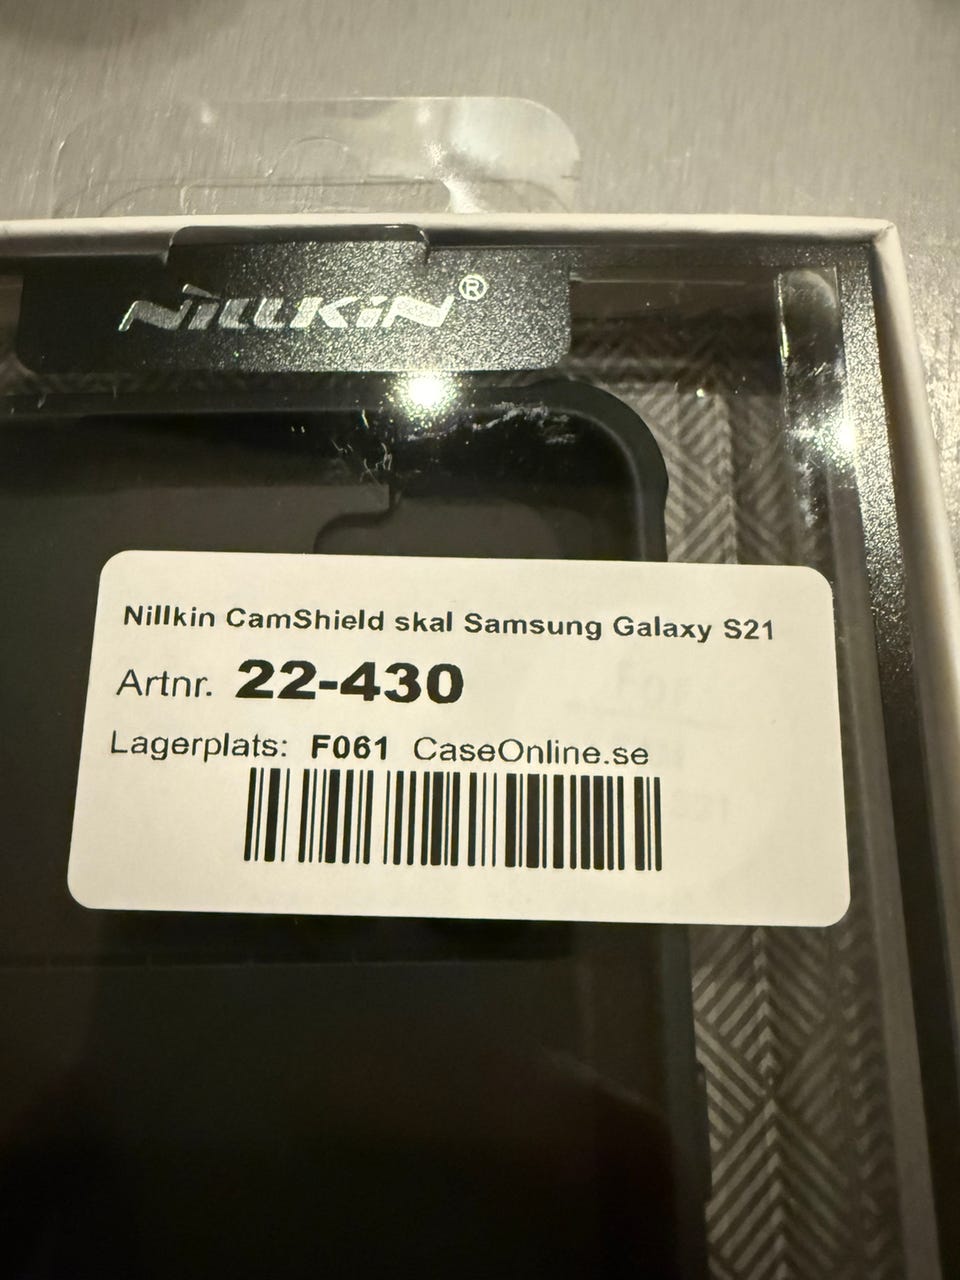 NILLKIN®
Nillkin CamShield skal Samsung Galaxy S21
Artnr. 22-430
Lagerplats: F061 CaseOnline.se